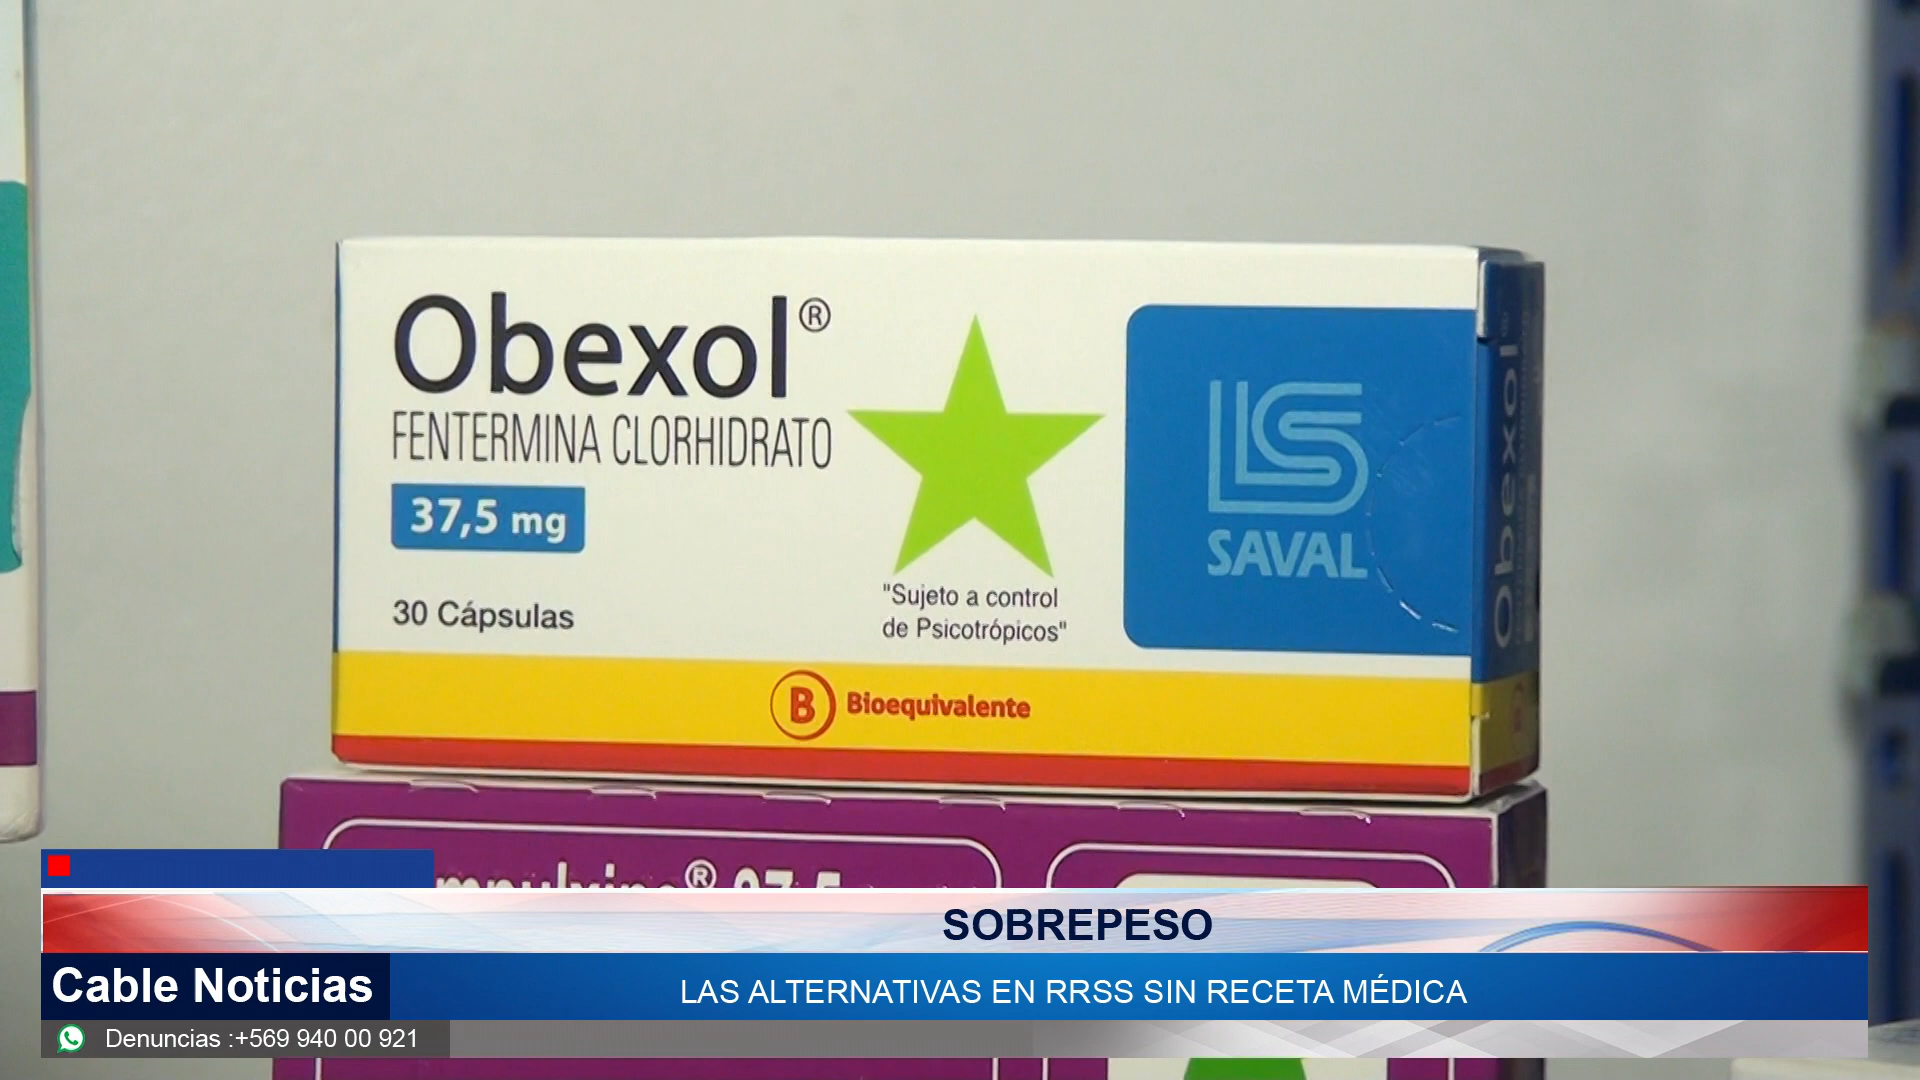 Obexol®
FENTERMINA CLORHIDRATO
37,5 mg
30 Cápsulas
"Sujeto a control
de Psicotrópicos"
LS
SAVAL
Obexol®
B Bioequivalente
SOBREPESO
Cable Noticias
LAS ALTERNATIVAS EN RRSS SIN RECETA MÉDICA
Denuncias :+569 940 00 921